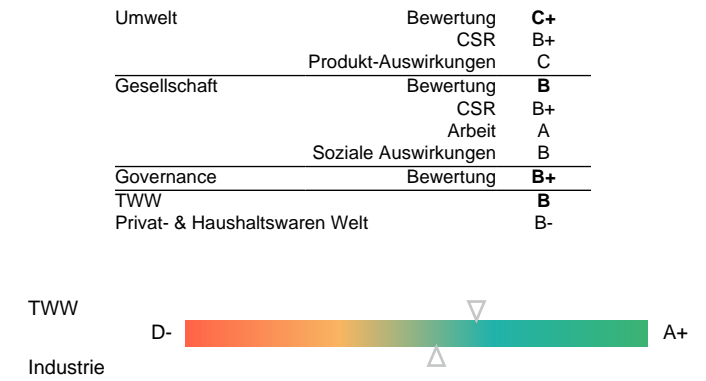 Umwelt Bewertung C+
CSR B+
Produkt-Auswirkungen C
Gesellschaft Bewertung B
CSR B+
Arbeit A
Soziale Auswirkungen B
Governance Bewertung B+
TWW B
Privat- & Haushaltswaren Welt B-
TWW
D- A+
Industrie